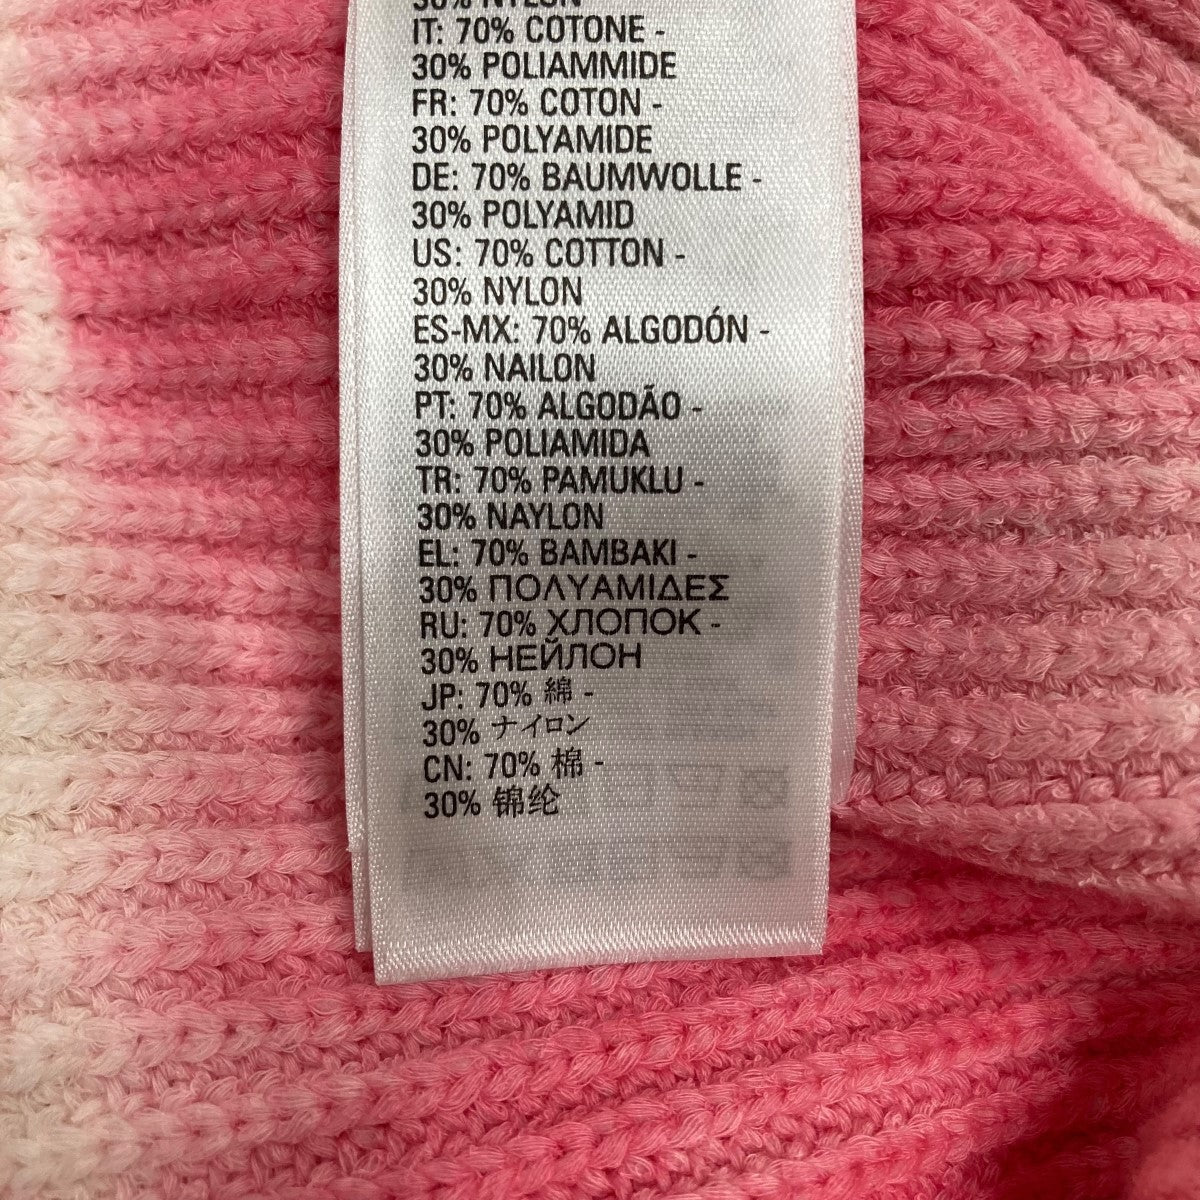 30% NYLON
IT: 70% COTONE -
30% POLIAMMIDE
FR: 70% COTON -
30% POLYAMIDE
DE: 70% BAUMWOLLE -
30% POLYAMID
US: 70% COTTON -
30% NYLON
ES-MX: 70% ALGODÓN -
30% NAILON
PT: 70% ALGODÃO -
30% POLIAMIDA
TR: 70% PAMUKLU -
30% NAYLON
EL: 70% ΒΑΜΒΑΚΙ -
30% ΠΟΛΥΑΜΙΔΕΣ
RU: 70% ХЛОПОК -
30% НЕЙЛОН
JP: 70% 綿 -
30% ナイロン
CN: 70% 棉 -
30% 锦纶